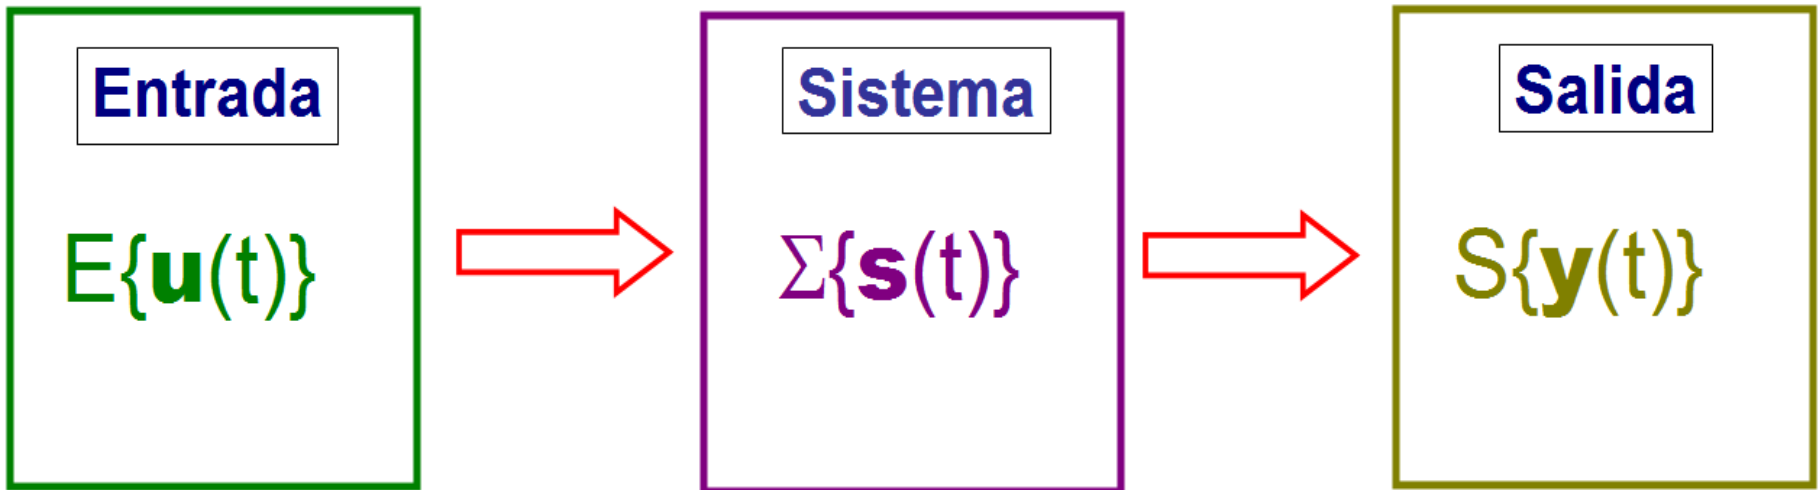 Entrada
E{u(t)}
Sistema
Σ{s(t)}
Salida
S{y(t)}